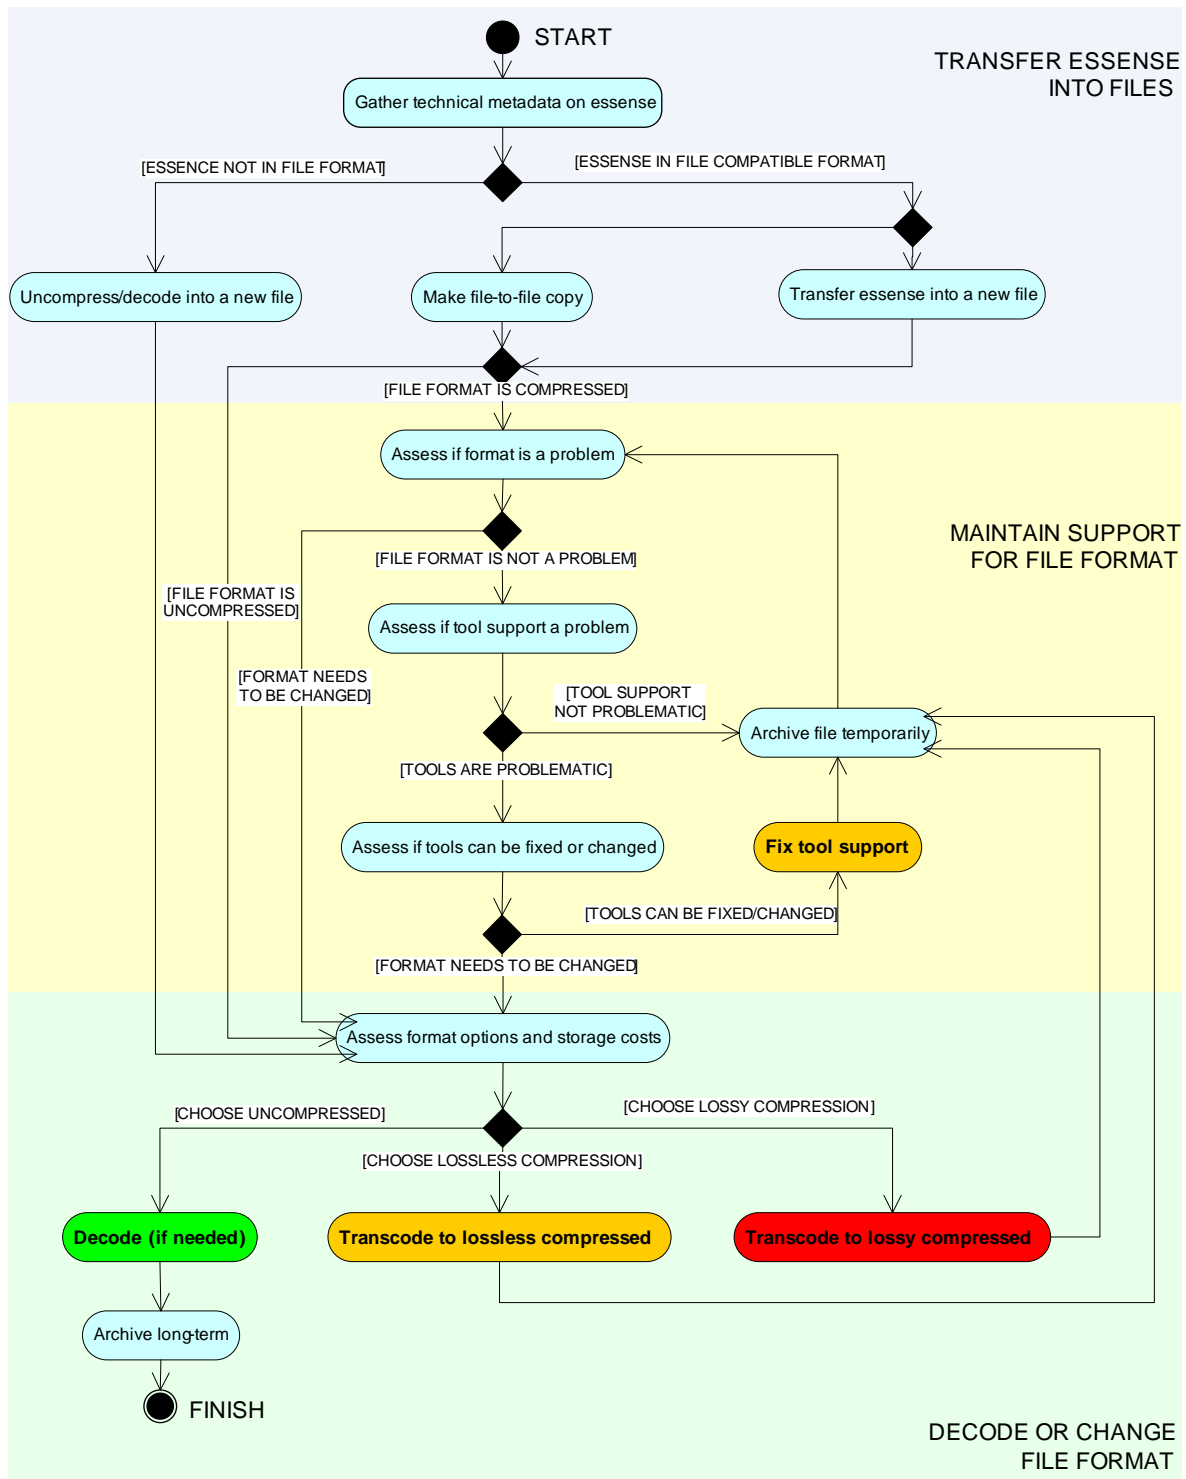 START
TRANSFER ESSENSE
INTO FILES
Gather technical metadata on essense
[ESSENCE NOT IN FILE FORMAT]
[ESSENSE IN FILE COMPATIBLE FORMAT]
Uncompress/decode into a new file
Make file-to-file copy
Transfer essense into a new file
[FILE FORMAT IS COMPRESSED]
Assess if format is a problem
MAINTAIN SUPPORT
FOR FILE FORMAT
[FILE FORMAT IS NOT A PROBLEM]
[FILE FORMAT IS
UNCOMPRESSED]
Assess if tool support a problem
[FORMAT NEEDS
TO BE CHANGED]
[TOOL SUPPORT
NOT PROBLEMATIC]
Archive file temporarily
[TOOLS ARE PROBLEMATIC]
Assess if tools can be fixed or changed
Fix tool support
[TOOLS CAN BE FIXED/CHANGED]
[FORMAT NEEDS TO BE CHANGED]
Assess format options and storage costs
[CHOOSE UNCOMPRESSED]
[CHOOSE LOSSY COMPRESSION]
[CHOOSE LOSSLESS COMPRESSION]
Decode (if needed)
Transcode to lossless compressed
Transcode to lossy compressed
Archive long-term
FINISH
DECODE OR CHANGE
FILE FORMAT